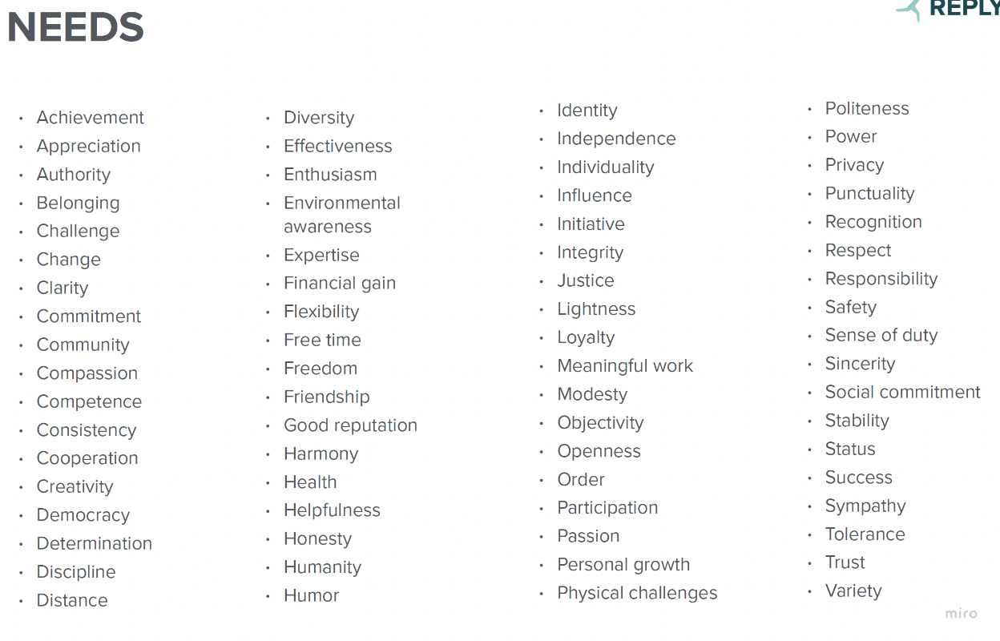 NEEDS
REPLY
• Achievement
• Appreciation
• Authority
• Belonging
• Challenge
• Change
• Clarity
• Commitment
• Community
• Compassion
• Competence
• Consistency
• Cooperation
• Creativity
• Democracy
• Determination
• Discipline
• Distance
• Diversity
• Effectiveness
• Enthusiasm
• Environmental
awareness
• Expertise
• Financial gain
• Flexibility
• Free time
• Freedom
• Friendship
• Good reputation
• Harmony
• Health
• Helpfulness
• Honesty
• Humanity
• Humor
• Identity
• Independence
• Individuality
• Influence
• Initiative
• Integrity
• Justice
• Lightness
• Loyalty
• Meaningful work
• Modesty
• Objectivity
• Openness
• Order
• Participation
• Passion
• Personal growth
• Physical challenges
• Politeness
• Power
• Privacy
• Punctuality
• Recognition
• Respect
• Responsibility
• Safety
• Sense of duty
• Sincerity
• Social commitment
• Stability
• Status
• Success
• Sympathy
• Tolerance
• Trust
• Variety
miro